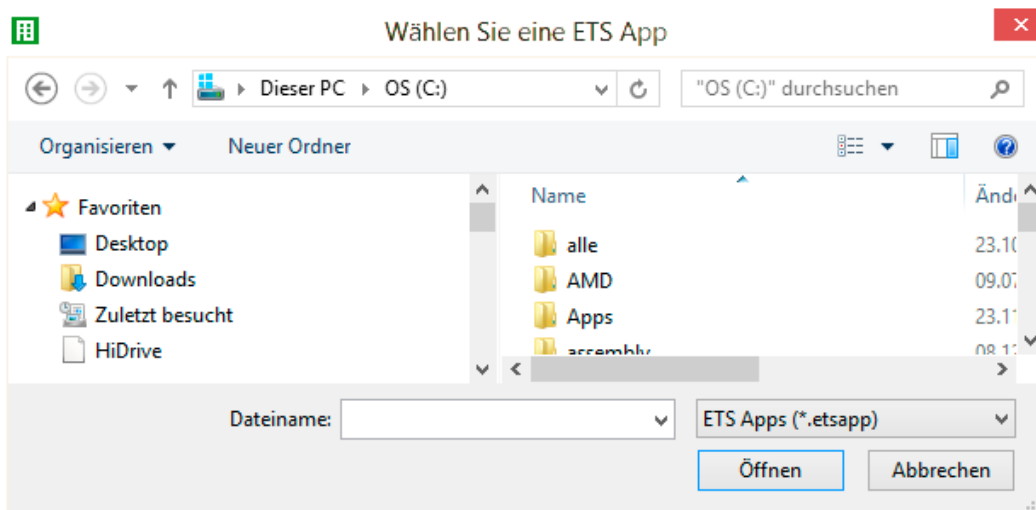 Wählen Sie eine ETS App
Dieser PC OS (C:) "OS (C:)" durchsuchen
Organisieren Neuer Ordner
Favoriten
Desktop
Downloads
Zuletzt besucht
HiDrive
Name
alle 23.10
AMD 09.07
Apps 23.11
assembly
Dateiname: ETS Apps (*.etsapp)
Öffnen Abbrechen